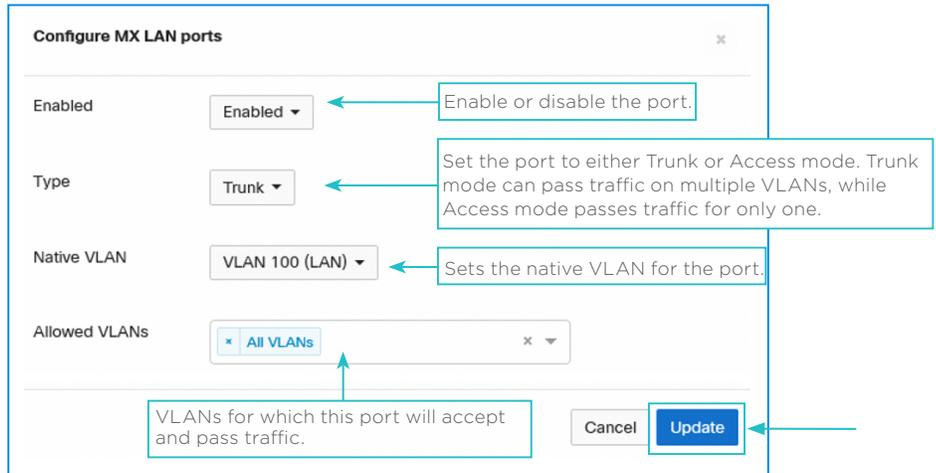 Configure MX LAN ports
×
Enabled
Enabled
Enable or disable the port.
Type
Trunk
Set the port to either Trunk or Access mode. Trunk
mode can pass traffic on multiple VLANs, while
Access mode passes traffic for only one.
Native VLAN
VLAN 100 (LAN)
Sets the native VLAN for the port.
Allowed VLANs
× All VLANs
×
VLANs for which this port will accept
and pass traffic.
Cancel
Update